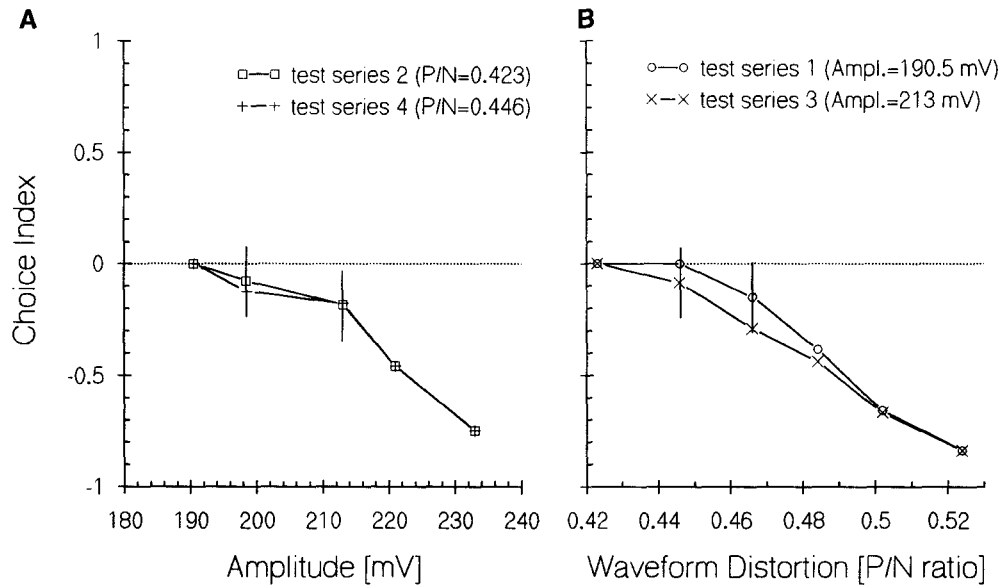 A
B
1
0.5
0
-0.5
-1
Choice Index
test series 2 (P/N=0.423)
test series 4 (P/N=0.446)
test series 1 (Ampl.=190.5 mV)
test series 3 (Ampl.=213 mV)
180 190 200 210 220 230 240
Amplitude [mV]
0.42 0.44 0.46 0.48 0.5 0.52
Waveform Distortion [P/N ratio]